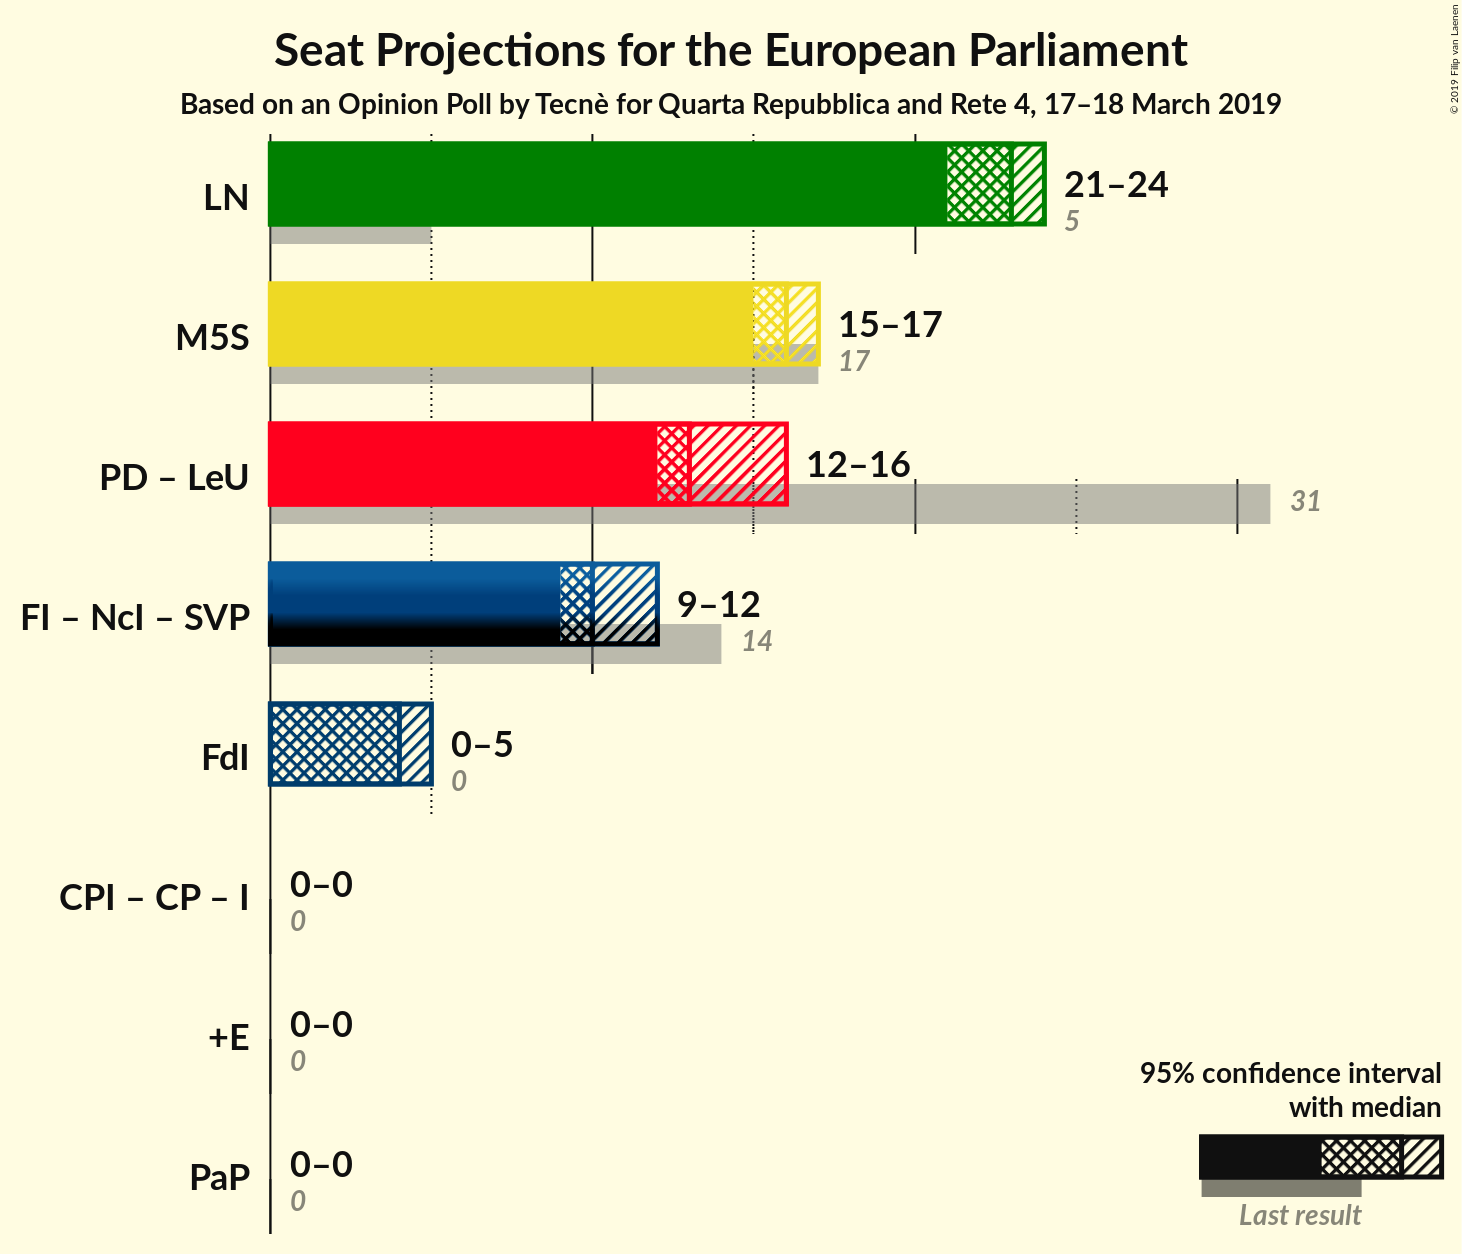 Seat Projections for the European Parliament
Based on an Opinion Poll by Tecnè for Quarta Repubblica and Rete 4, 17–18 March 2019
© 2019 Filip van Laenen
LN
21–24
5
M5S
15–17
17
PD – LeU
12–16
31
FI – NcI – SVP
9–12
14
FdI
0–5
0
CPI – CP – I
0–0
0
+E
0–0
0
PaP
0–0
0
95% confidence interval
with median
Last result